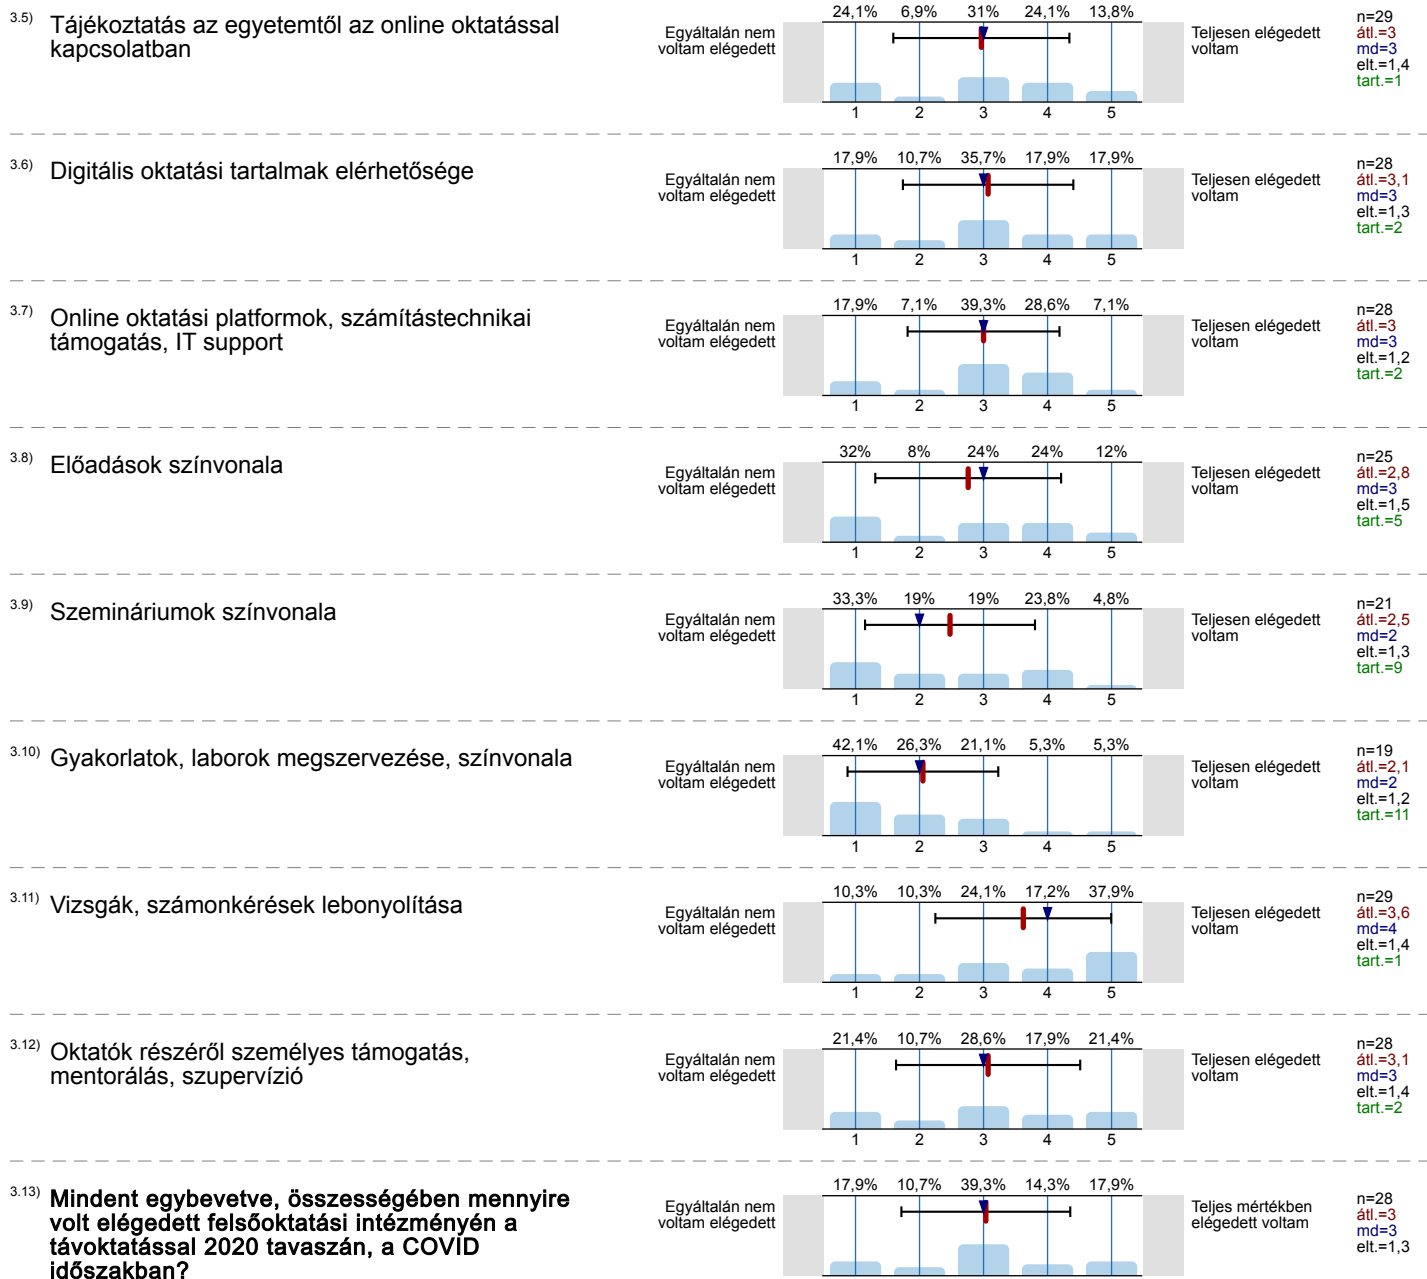 3.5) Tájékoztatás az egyetemtől az online oktatással
kapcsolatban
Egyáltalán nem
voltam elégedett
24,1% 6,9% 31% 24,1% 13,8%
1 2 3 4 5
Teljesen elégedett
voltam
n=29
átl.=3
md=3
elt.=1,4
tart.=1
3.6) Digitális oktatási tartalmak elérhetősége
Egyáltalán nem
voltam elégedett
17,9% 10,7% 35,7% 17,9% 17,9%
1 2 3 4 5
Teljesen elégedett
voltam
n=28
átl.=3,1
md=3
elt.=1,3
tart.=2
3.7) Online oktatási platformok, számítástechnikai
támogatás, IT support
Egyáltalán nem
voltam elégedett
17,9% 7,1% 39,3% 28,6% 7,1%
1 2 3 4 5
Teljesen elégedett
voltam
n=28
átl.=3
md=3
elt.=1,2
tart.=2
3.8) Előadások színvonala
Egyáltalán nem
voltam elégedett
32% 8% 24% 24% 12%
1 2 3 4 5
Teljesen elégedett
voltam
n=25
átl.=2,8
md=3
elt.=1,5
tart.=5
3.9) Szemináriumok színvonala
Egyáltalán nem
voltam elégedett
33,3% 19% 19% 23,8% 4,8%
1 2 3 4 5
Teljesen elégedett
voltam
n=21
átl.=2,5
md=2
elt.=1,3
tart.=9
3.10) Gyakorlatok, laborok megszervezése, színvonala
Egyáltalán nem
voltam elégedett
42,1% 26,3% 21,1% 5,3% 5,3%
1 2 3 4 5
Teljesen elégedett
voltam
n=19
átl.=2,1
md=2
elt.=1,2
tart.=11
3.11) Vizsgák, számonkérések lebonyolítása
Egyáltalán nem
voltam elégedett
10,3% 10,3% 24,1% 17,2% 37,9%
1 2 3 4 5
Teljesen elégedett
voltam
n=29
átl.=3,6
md=4
elt.=1,4
tart.=1
3.12) Oktatók részéről személyes támogatás,
mentorálás, szupervízió
Egyáltalán nem
voltam elégedett
21,4% 10,7% 28,6% 17,9% 21,4%
1 2 3 4 5
Teljesen elégedett
voltam
n=28
átl.=3,1
md=3
elt.=1,4
tart.=2
3.13) Mindent egybevetve, összességében mennyire
volt elégedett felsőoktatási intézményén a
távoktatással 2020 tavaszán, a COVID
időszakban?
Egyáltalán nem
voltam elégedett
17,9% 10,7% 39,3% 14,3% 17,9%
Teljes mértékben
elégedett voltam
n=28
átl.=3
md=3
elt.=1,3